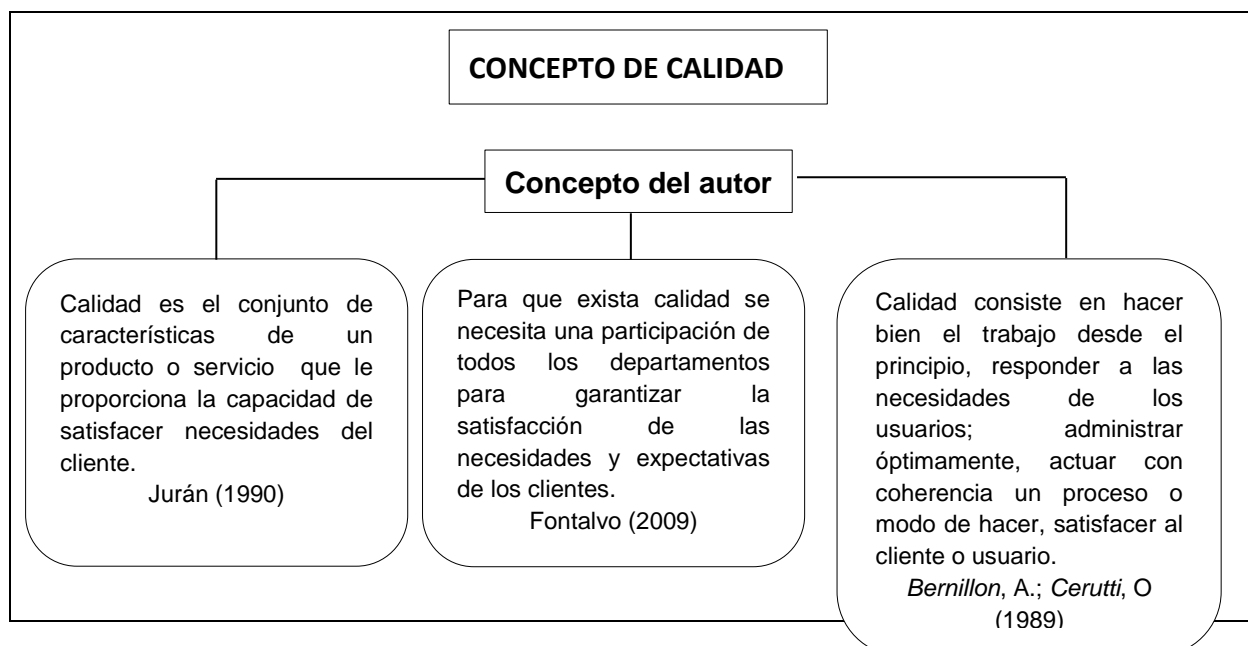 CONCEPTO DE CALIDAD
Concepto del autor
Calidad es el conjunto de
características de un
producto o servicio que le
proporciona la capacidad de
satisfacer necesidades del
cliente.
Jurán (1990)
Para que exista calidad se
necesita una participación de
todos los departamentos
para garantizar la
satisfacción de las
necesidades y expectativas
de los clientes.
Fontalvo (2009)
Calidad consiste en hacer
bien el trabajo desde el
principio, responder a las
necesidades de los
usuarios; administrar
óptimamente, actuar con
coherencia un proceso o
modo de hacer, satisfacer al
cliente o usuario.
Bernillon, A.; Cerutti, O
(1989)